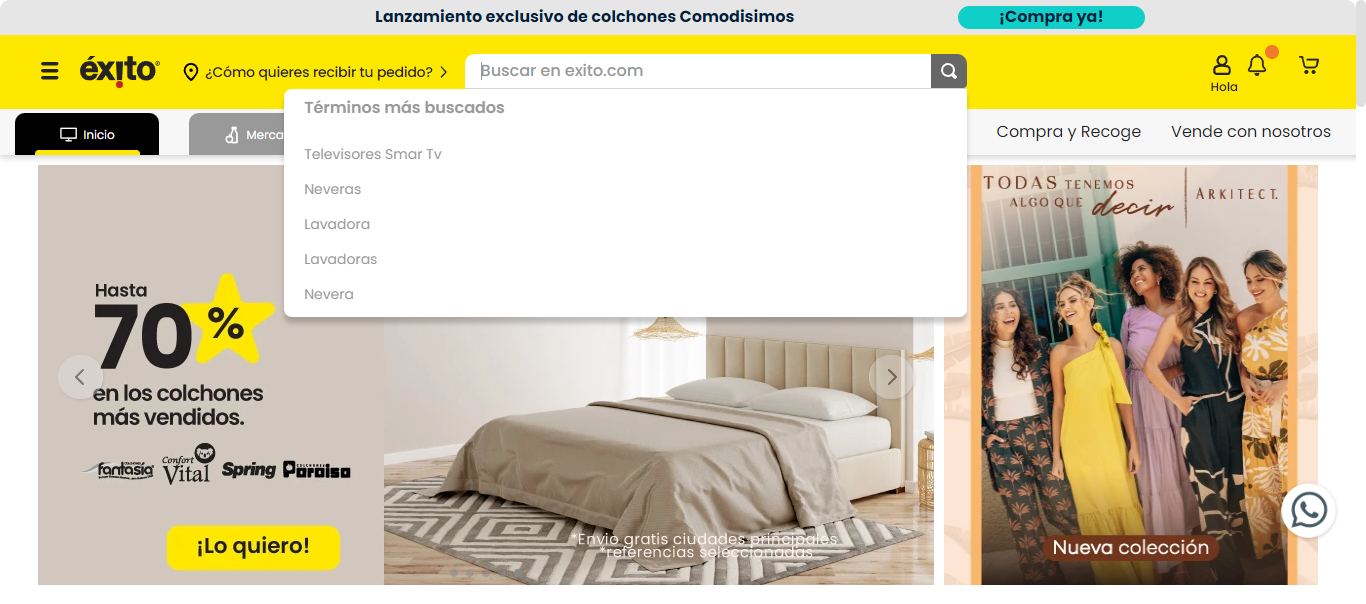 Lanzamiento exclusivo de colchones Comodisimos
¡Compra ya!
éxito
¿Cómo quieres recibir tu pedido?
Buscar en exito.com
Hola
Términos más buscados
Inicio
Merca
Compra y Recoge
Vende con nosotros
Televisores Smar Tv
Neveras
Lavadora
Lavadoras
Nevera
Hasta
70%
en los colchones
más vendidos.
fantasia
Confort
Vital
Spring
Paraiso
¡Lo quiero!
*Envio gratis ciudades principales
*referencias seleccionadas
TODAS TENEMOS
ALGO QUE decir
ARKITECT.
Nueva colección